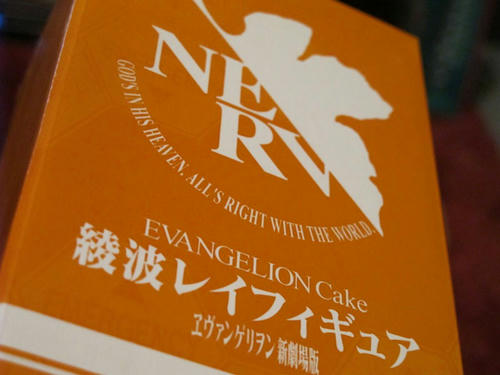 NERV
GOD'S IN HIS HEAVEN. ALL'S RIGHT WITH THE WORLD.
EVANGELION Cake
綾波レイフィギュア
ヱヴァンゲリヲン 新劇場版